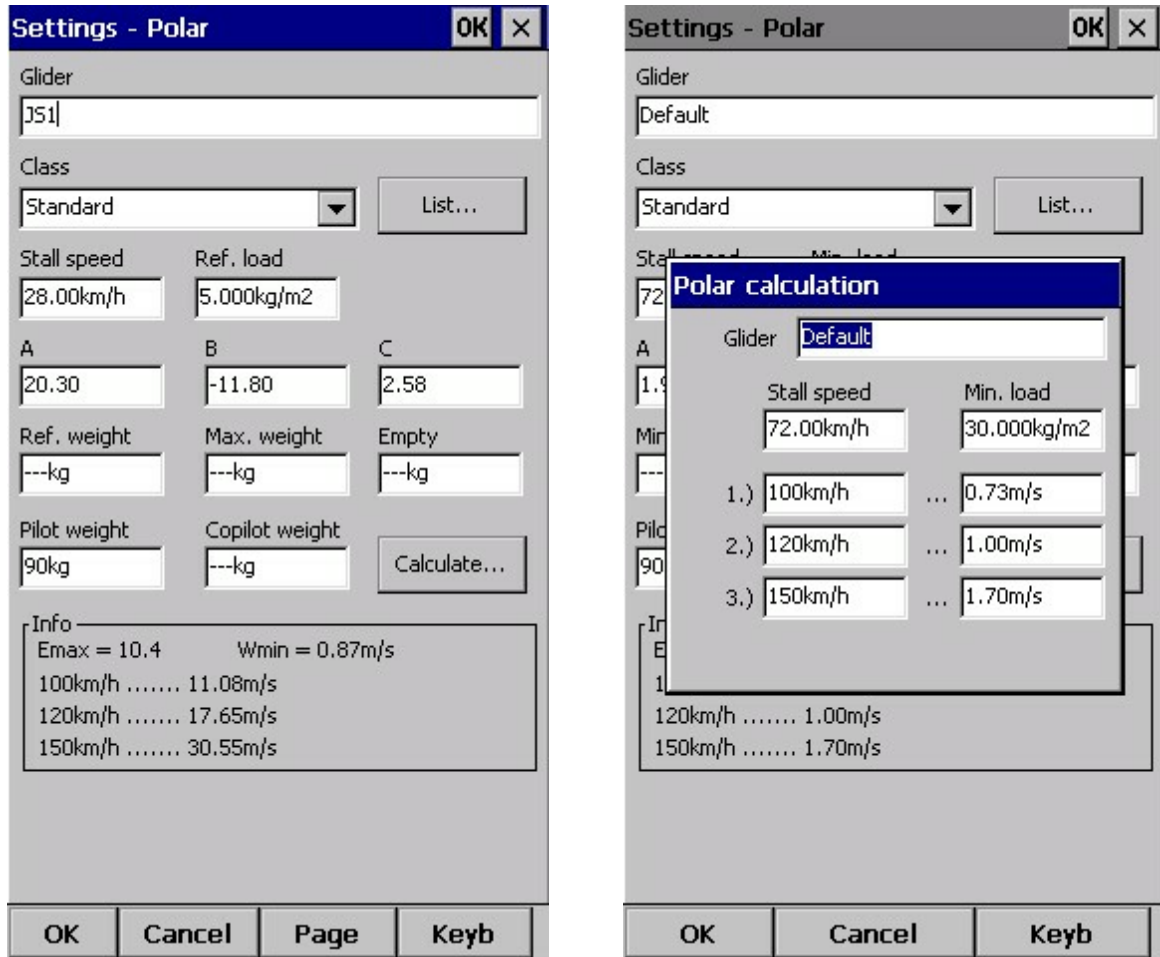 Settings - Polar OK ×
Glider
JS1
Class
Standard List...
Stall speed Ref. load
28.00km/h 5.000kg/m2
A B C
20.30 -11.80 2.58
Ref. weight Max. weight Empty
---kg ---kg ---kg
Pilot weight Copilot weight
90kg ---kg Calculate...
Info
Emax = 10.4 Wmin = 0.87m/s
100km/h ....... 11.08m/s
120km/h ....... 17.65m/s
150km/h ....... 30.55m/s
OK Cancel Page Keyb
Settings - Polar OK ×
Glider
Default
Class
Standard List...
Polar calculation
Glider Default
Stall speed Min. load
72.00km/h 30.000kg/m2
1.) 100km/h ... 0.73m/s
2.) 120km/h ... 1.00m/s
3.) 150km/h ... 1.70m/s
A
120km/h ....... 1.00m/s
150km/h ....... 1.70m/s
OK Cancel Keyb